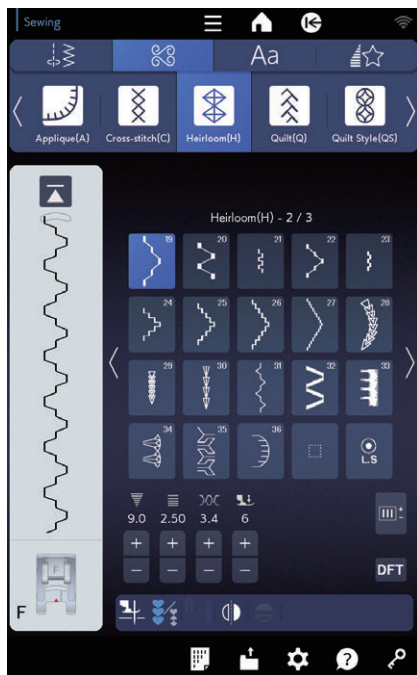 Sewing
Aa
Applique(A) Cross-stitch(C) Heirloom(H) Quilt(Q) Quilt Style(QS)
Heirloom(H) - 2 / 3
19 20 21 22 23
24 25 26 27 28
29 30 31 32 33
34 35 36 L.S
9.0 2.50 3.4 6
+ + +
− − −
DFT
F
F
?